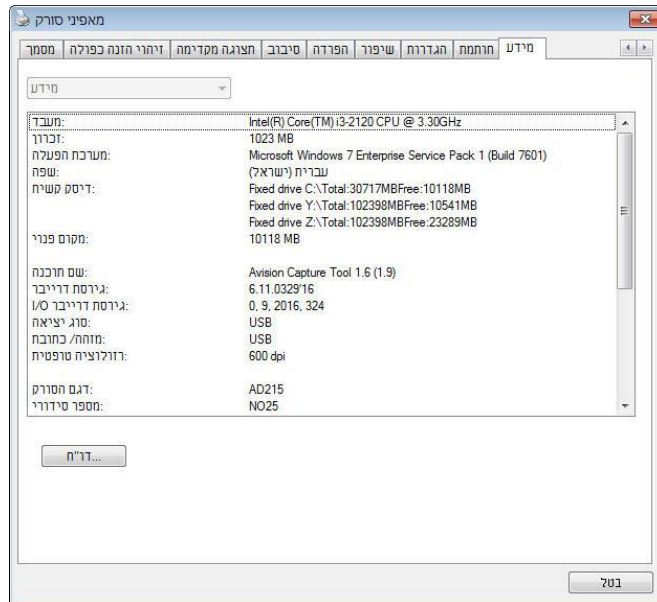 מאפייני סורק
מסמך זיהוי הזנה כפולה תצוגה מקדימה סיבוב הפרדה שיפור הגדרות חותמת מידע
מידע
מעבד: Intel(R) Core(TM) i3-2120 CPU @ 3.30GHz
זכרון: 1023 MB
מערכת הפעלה: Microsoft Windows 7 Enterprise Service Pack 1 (Build 7601)
שפה: עברית (ישראל)
דיסק קשיח: Fixed drive C:\Total:30717MBFree:10118MB
Fixed drive Y:\Total:102398MBFree:10541MB
Fixed drive Z:\Total:102398MBFree:23289MB
מקום פנוי: 10118 MB
שם תוכנה: Avision Capture Tool 1.6 (1.9)
גירסת דרייבר: 6.11.0329'16
גירסת דרייבר I/O: 0, 9, 2016, 324
סוג יציאה: USB
מזהה/ כתובת: USB
רזולוציה טופטית: 600 dpi
דגם הסורק: AD215
מספר סידורי: NO25
דו"ח...
בטל